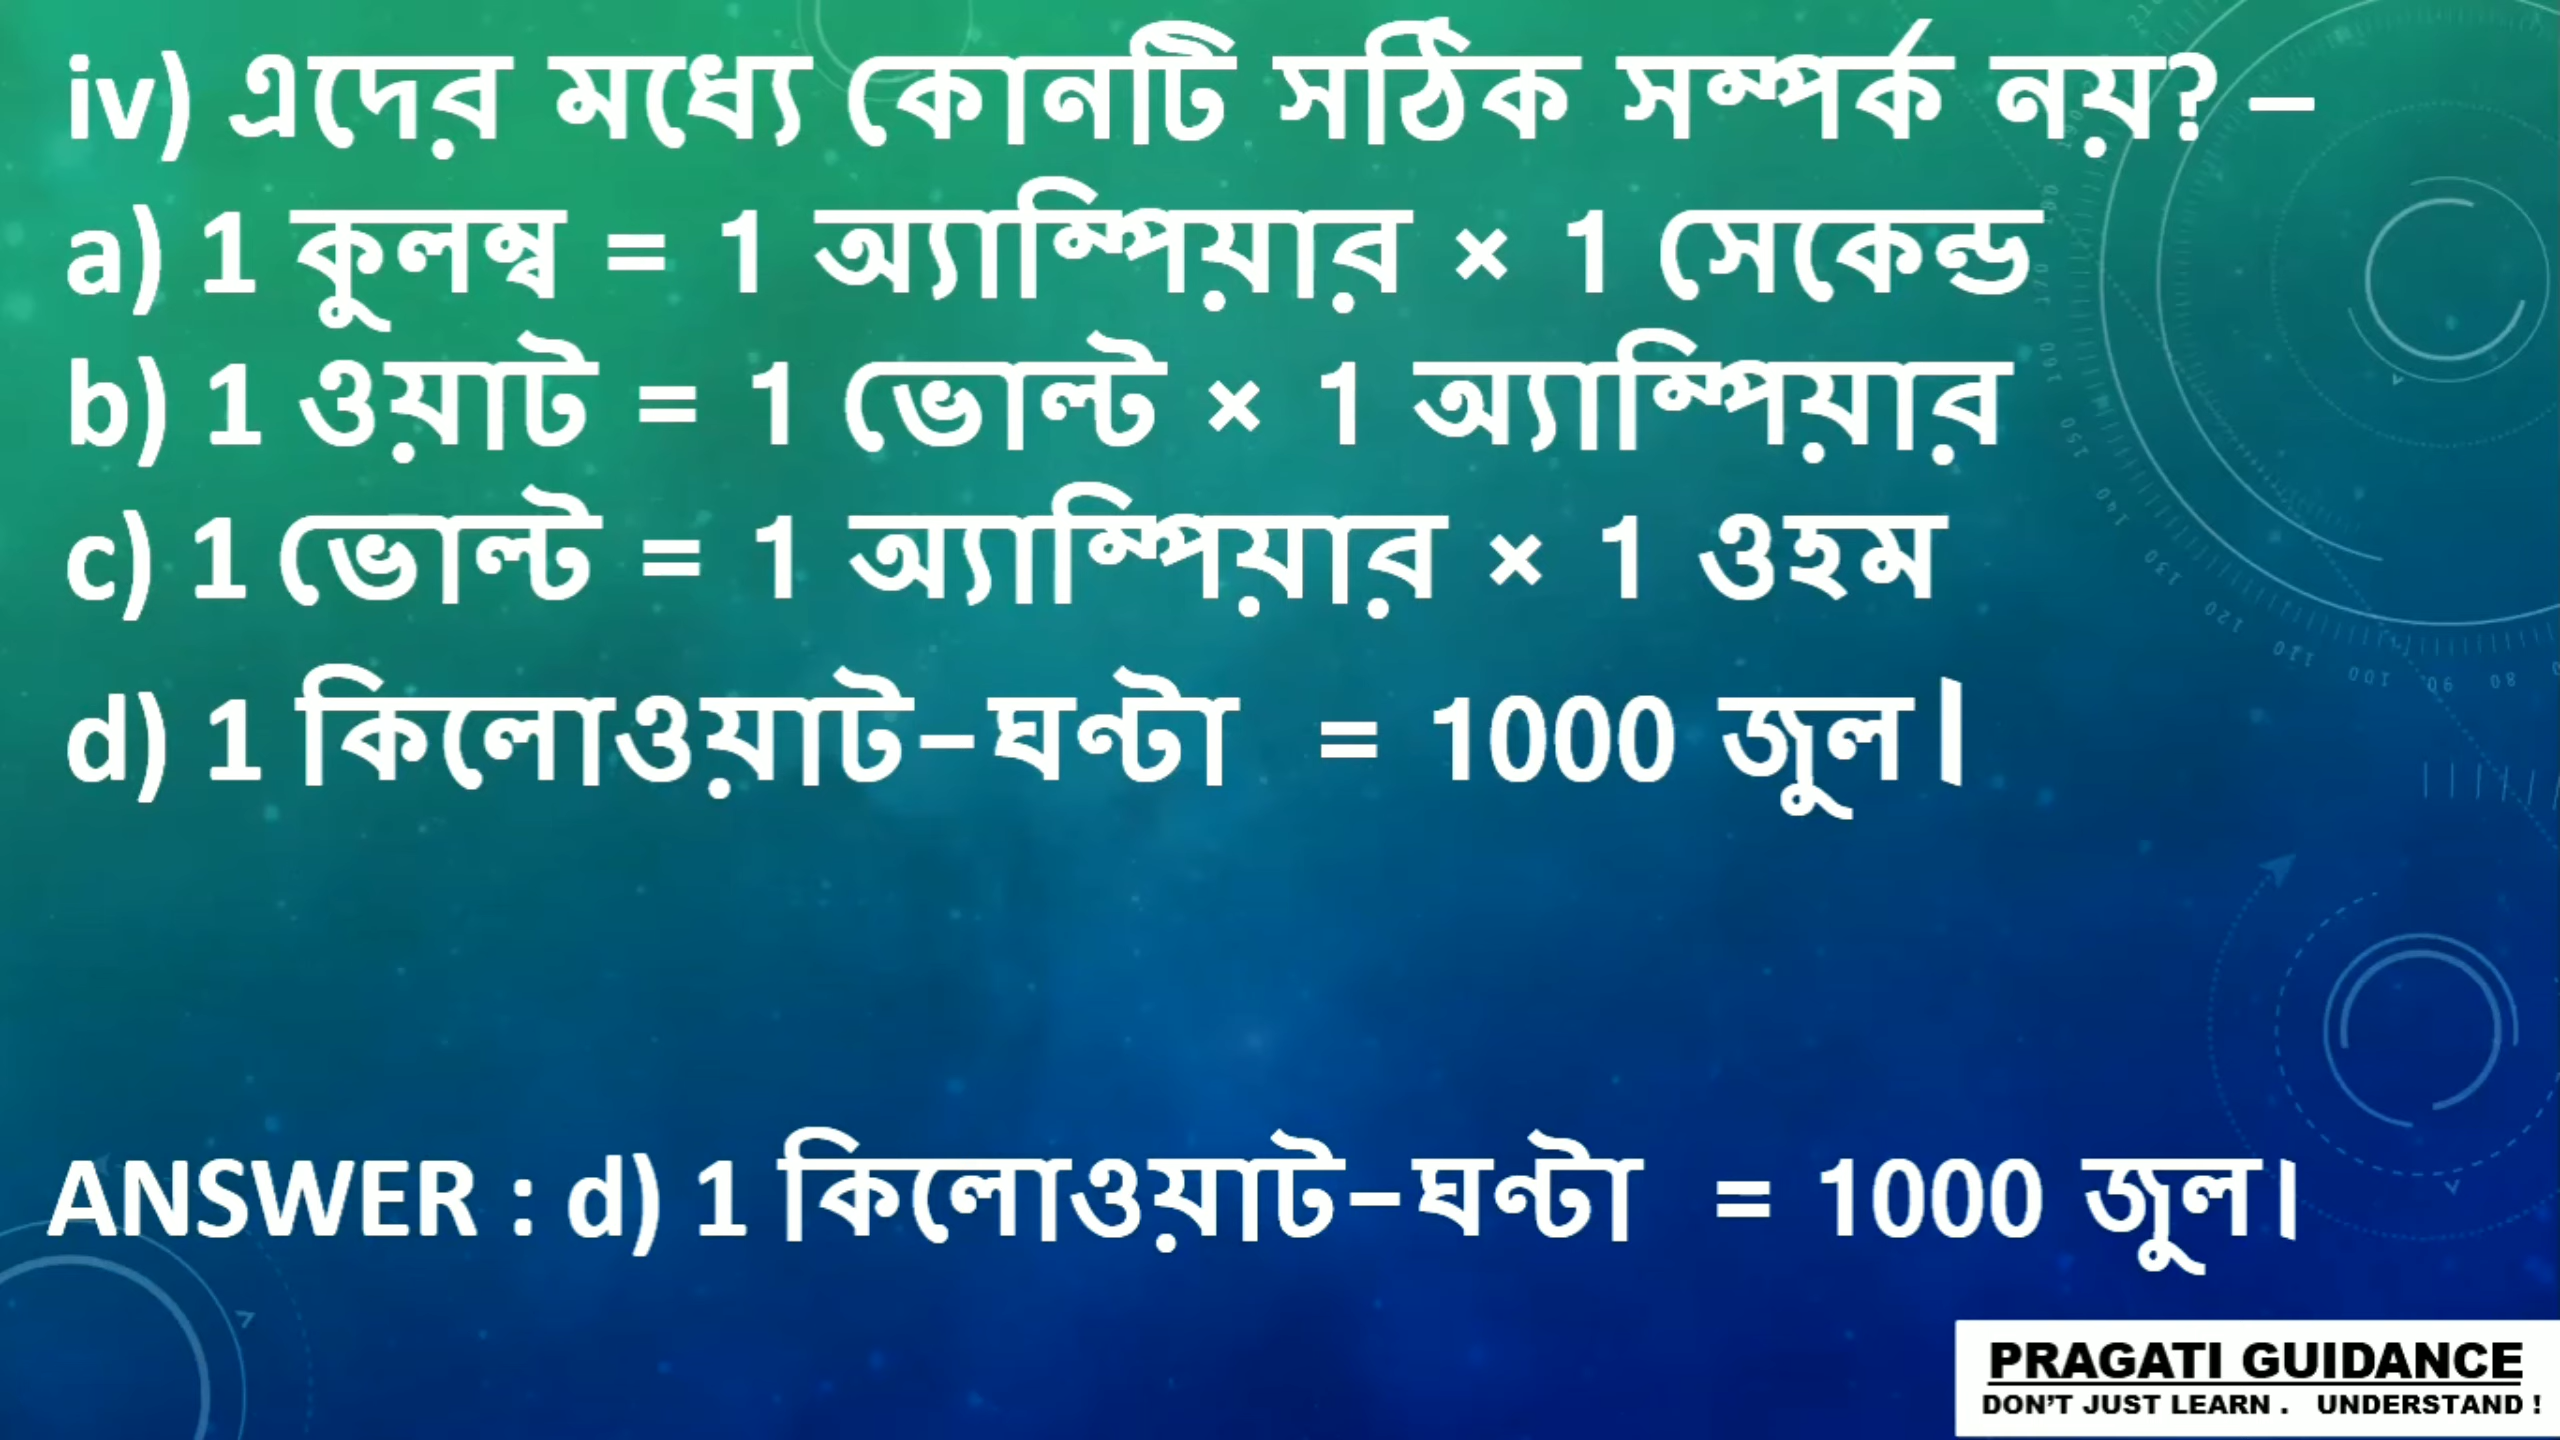 iv) এদের মধ্যে কোনটি সঠিক সম্পর্ক নয়? –
a) 1 কুলম্ব = 1 অ্যাম্পিয়ার × 1 সেকেন্ড
b) 1 ওয়াট = 1 ভোল্ট × 1 অ্যাম্পিয়ার
c) 1 ভোল্ট = 1 অ্যাম্পিয়ার × 1 ওহম
d) 1 কিলোওয়াট-ঘন্টা = 1000 জুল।
ANSWER : d) 1 কিলোওয়াট-ঘন্টা = 1000 জুল।
PRAGATI GUIDANCE
DON'T JUST LEARN . UNDERSTAND !